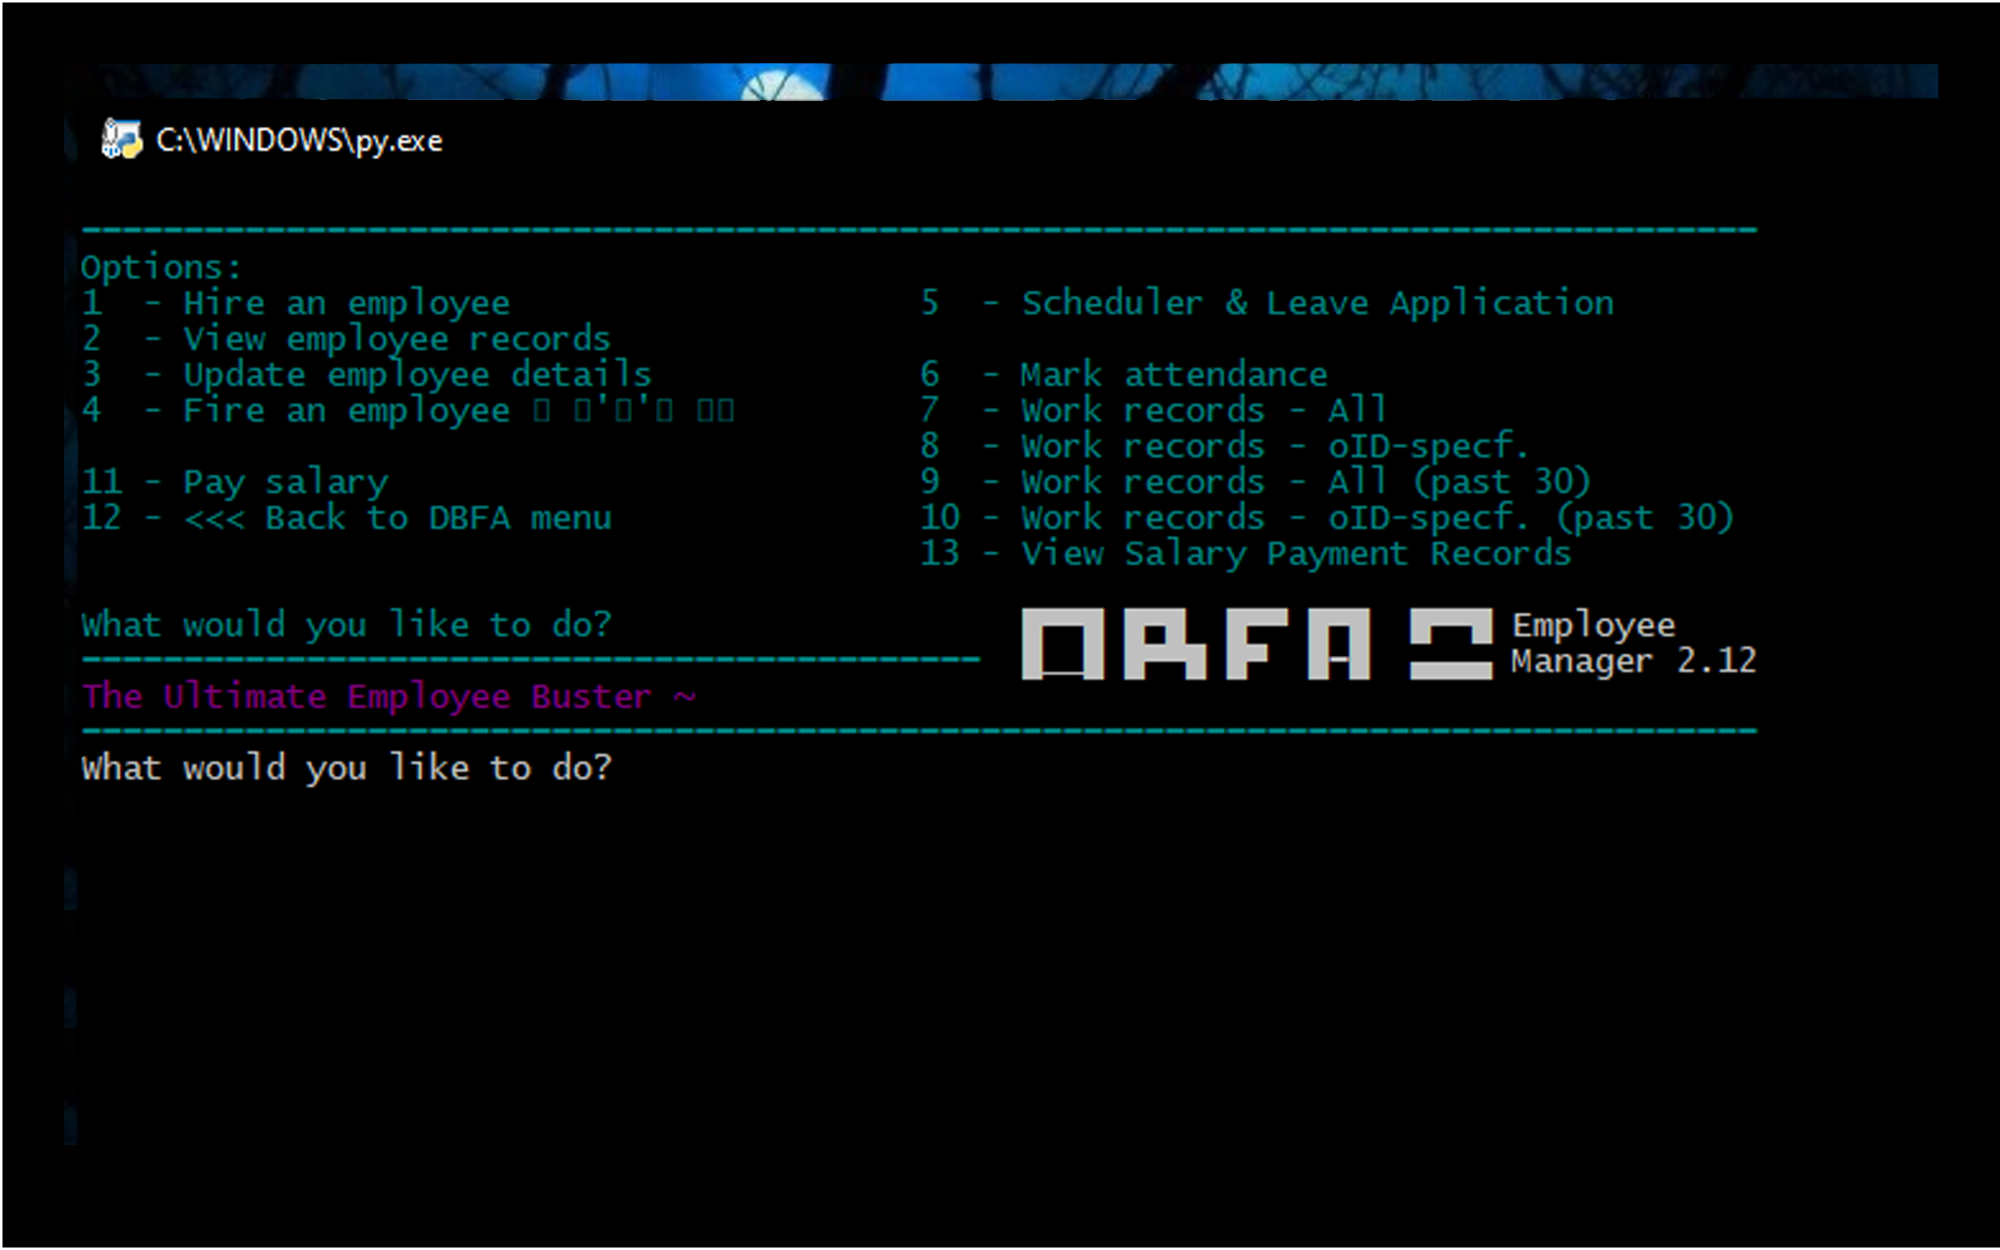 C:\WINDOWS\py.exe
Options:
1 - Hire an employee 5 - Scheduler & Leave Application
2 - View employee records
3 - Update employee details 6 - Mark attendance
4 - Fire an employee 7 - Work records - All
8 - Work records - oID-specf.
11 - Pay salary 9 - Work records - All (past 30)
12 - <<< Back to DBFA menu 10 - Work records - oID-specf. (past 30)
13 - View Salary Payment Records
What would you like to do? DBFA Employee
Manager 2.12
The Ultimate Employee Buster ~
What would you like to do?